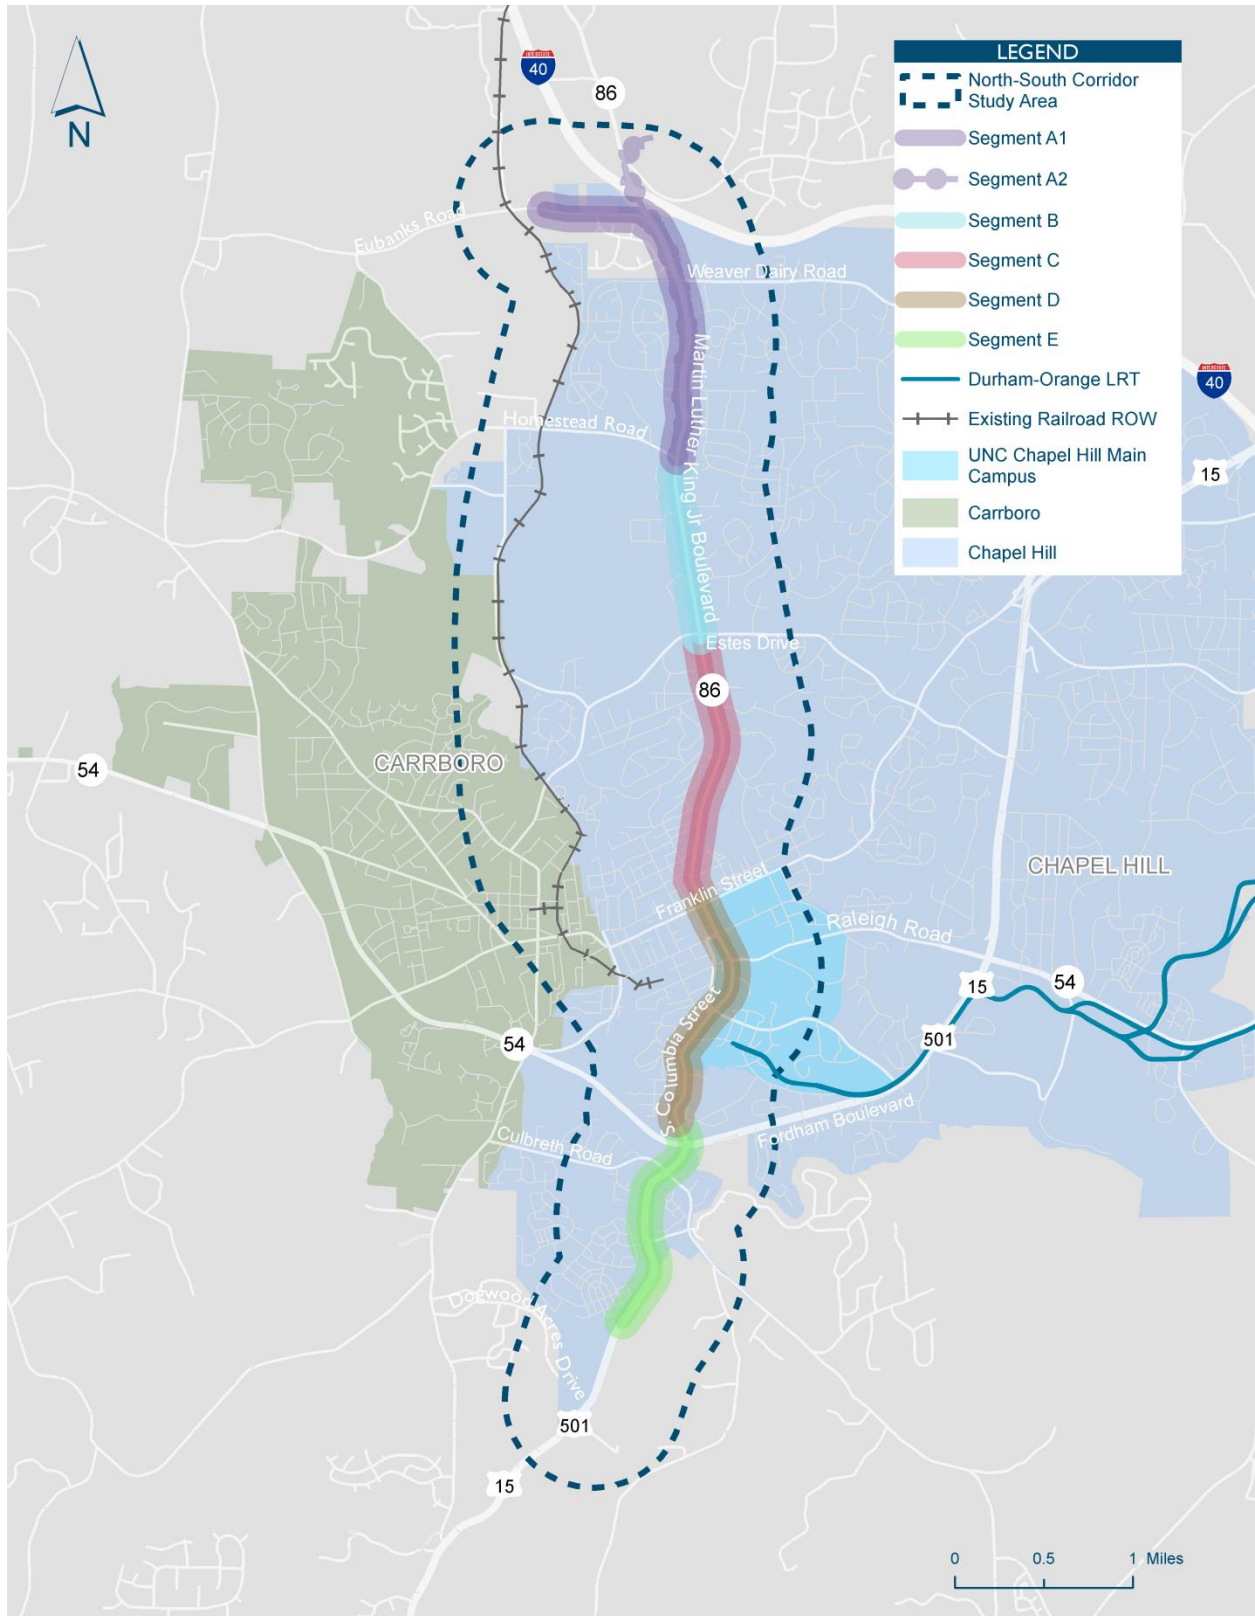 INTERSTATE
40
86
N
LEGEND
North-South Corridor
Study Area
Segment A1
Segment A2
Segment B
Segment C
Segment D
Segment E
Durham-Orange LRT
Existing Railroad ROW
UNC Chapel Hill Main
Campus
Carrboro
Chapel Hill
Eubanks Road
Weaver Dairy Road
Martin Luther King Jr Boulevard
INTERSTATE
40
Homestead Road
15
Estes Drive
86
CARRBORO
54
CHAPEL HILL
Franklin Street
Raleigh Road
15
54
S. Columbia Street
501
54
Fordham Boulevard
Culbreth Road
Dogwood Acres Drive
501
15
0 0.5 1 Miles